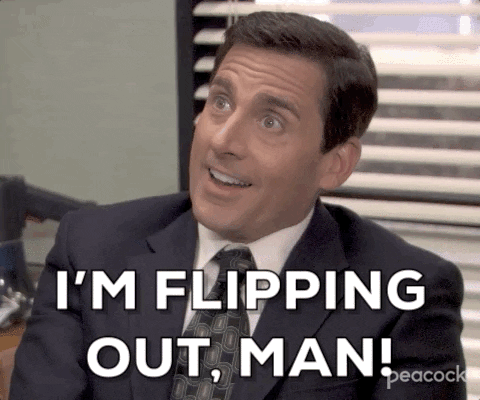 I'M FLIPPING
OUT, MAN!
peacock